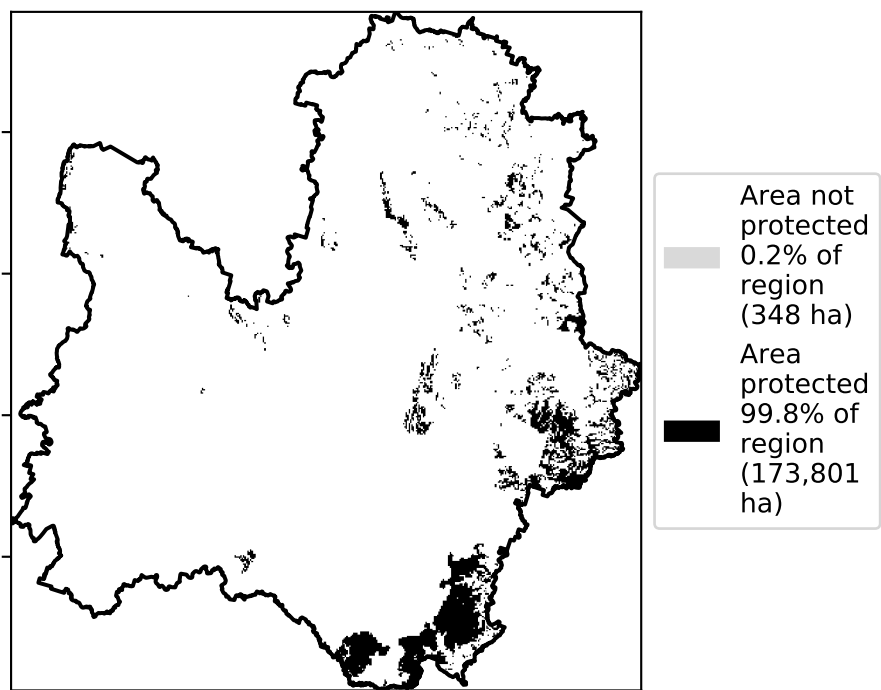 Area not
protected
0.2% of
region
(348 ha)
Area
protected
99.8% of
region
(173,801
ha)